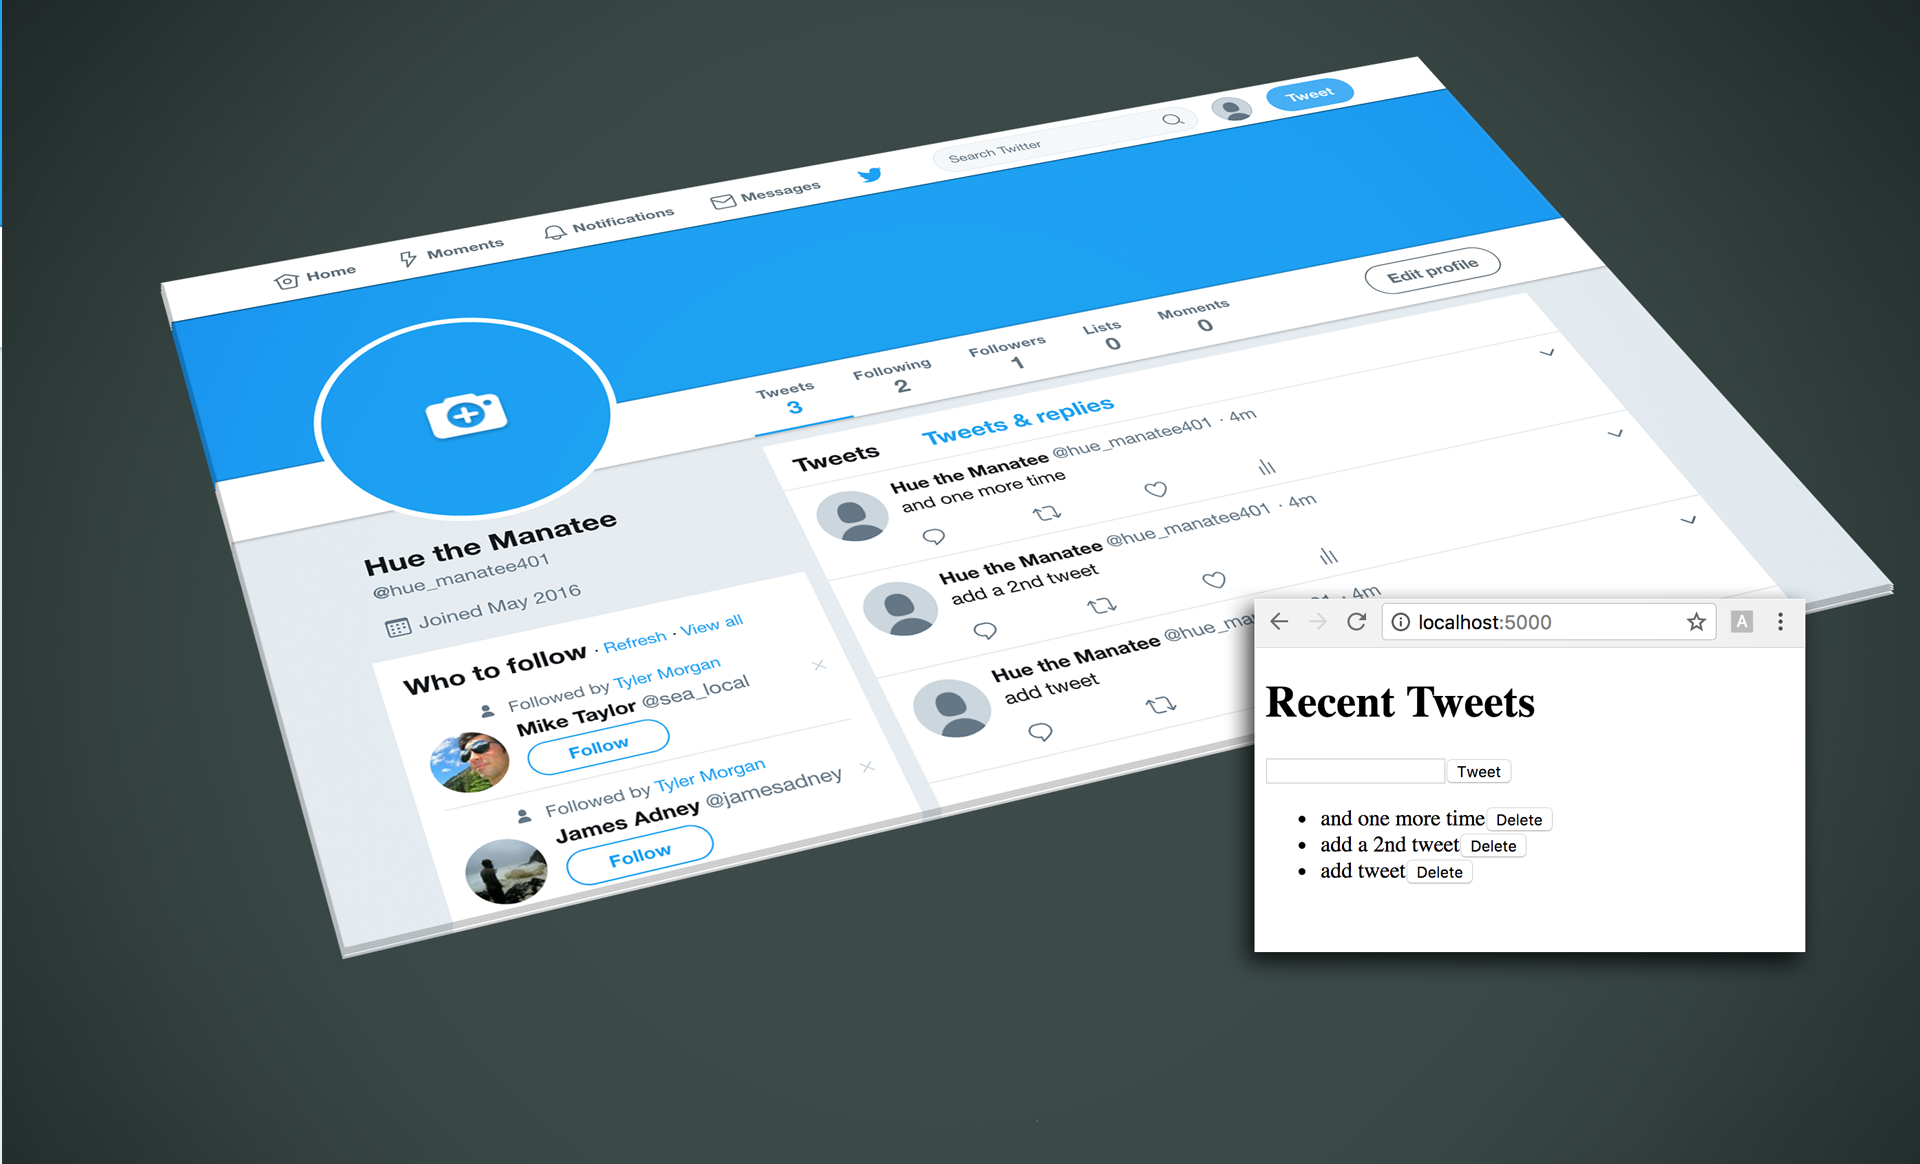 Home
Moments
Notifications
Messages
Search Twitter
Tweet
Tweets
3
Following
2
Followers
1
Lists
0
Moments
0
Edit profile
Hue the Manatee
@hue_manatee401
Joined May 2016
Who to follow · Refresh · View all
Followed by Tyler Morgan
Mike Taylor @sea_local
Follow
Followed by Tyler Morgan
James Adney @jamesadney
Follow
Tweets
Tweets & replies
Hue the Manatee @hue_manatee401 · 4m
and one more time
Hue the Manatee @hue_manatee401 · 4m
add a 2nd tweet
Hue the Manatee @hue_ma · 4m
add tweet
localhost:5000
A
Recent Tweets
Tweet
and one more time Delete
add a 2nd tweet Delete
add tweet Delete